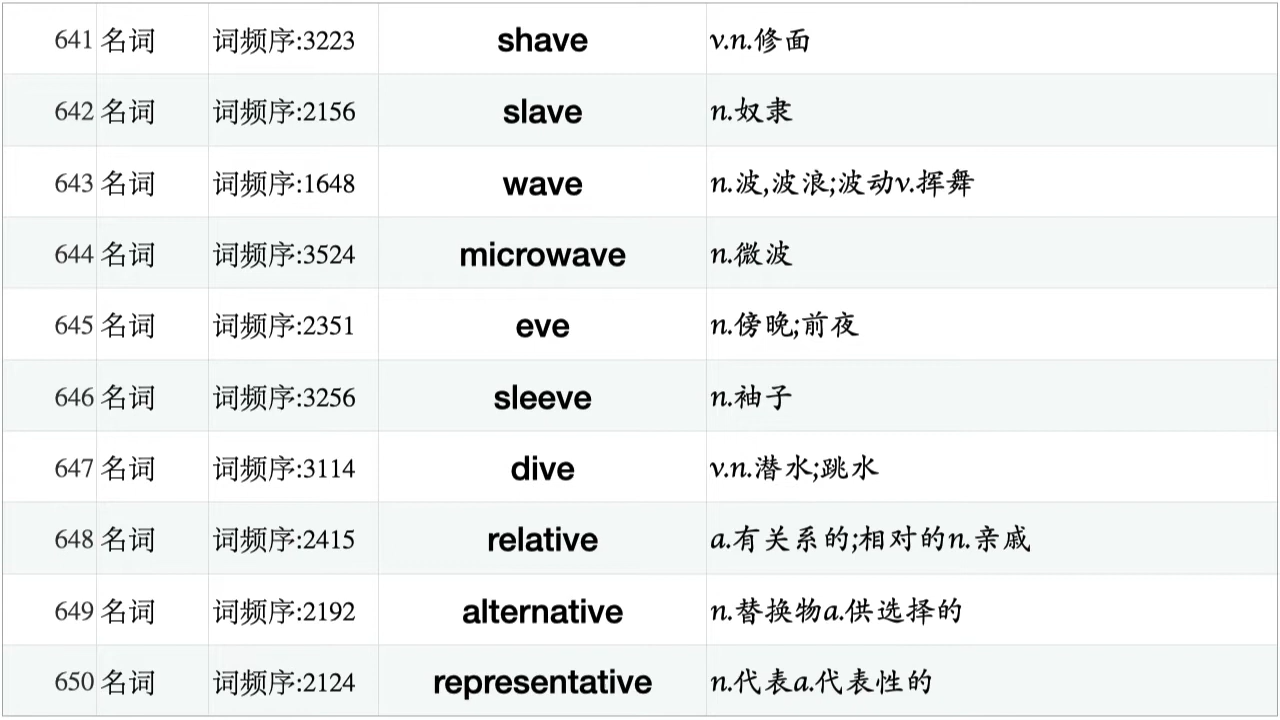 641 名词 词频序:3223 shave v.n.修面
642 名词 词频序:2156 slave n.奴隶
643 名词 词频序:1648 wave n.波,波浪;波动v.挥舞
644 名词 词频序:3524 microwave n.微波
645 名词 词频序:2351 eve n.傍晚;前夜
646 名词 词频序:3256 sleeve n.袖子
647 名词 词频序:3114 dive v.n.潜水;跳水
648 名词 词频序:2415 relative a.有关系的;相对的n.亲戚
649 名词 词频序:2192 alternative n.替换物a.供选择的
650 名词 词频序:2124 representative n.代表a.代表性的